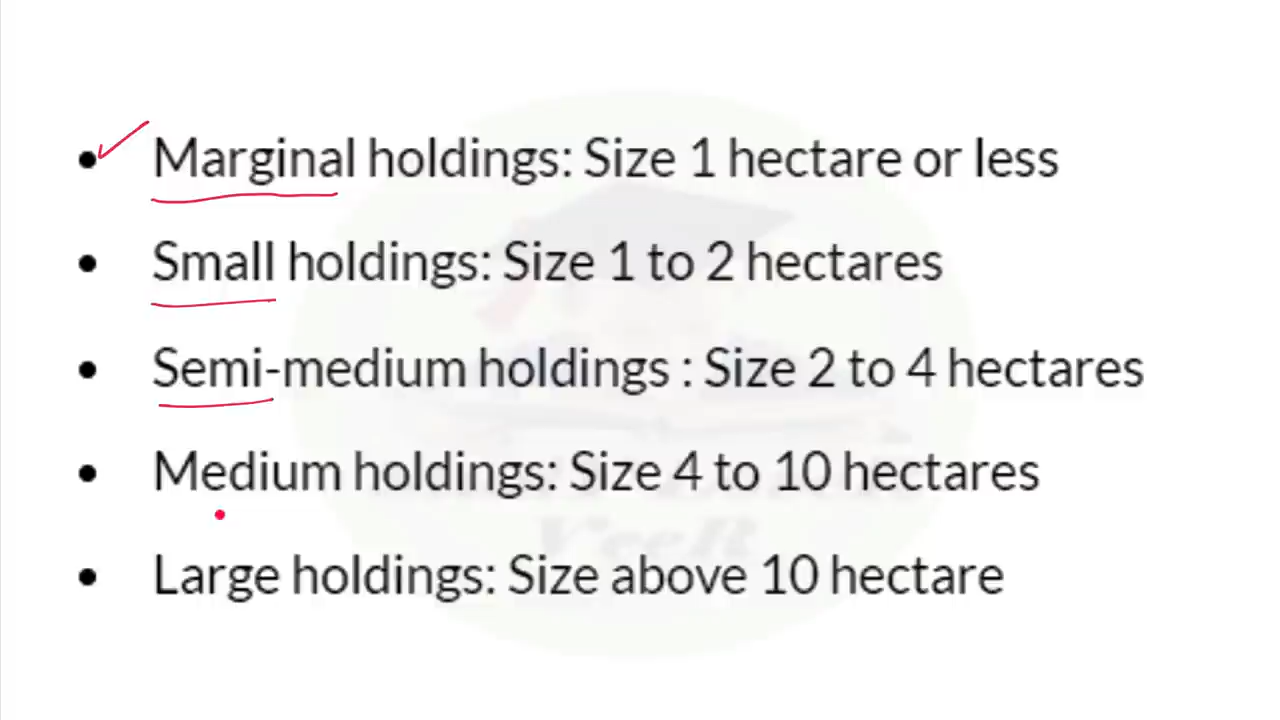 • Marginal holdings: Size 1 hectare or less
• Small holdings: Size 1 to 2 hectares
• Semi-medium holdings : Size 2 to 4 hectares
• Medium holdings: Size 4 to 10 hectares
• Large holdings: Size above 10 hectare